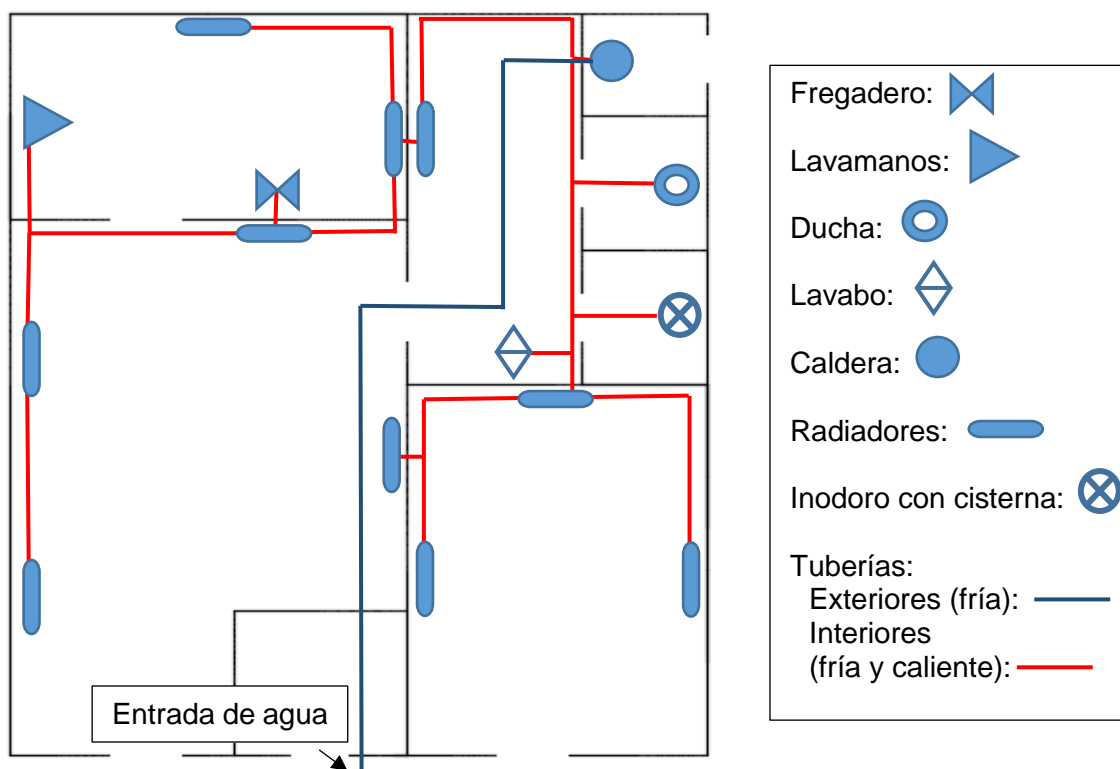 Fregadero:
Lavamanos:
Ducha:
Lavabo:
Caldera:
Radiadores:
Inodoro con cisterna:
Tuberías:
Exteriores (fría):
Interiores
(fría y caliente):
Entrada de agua